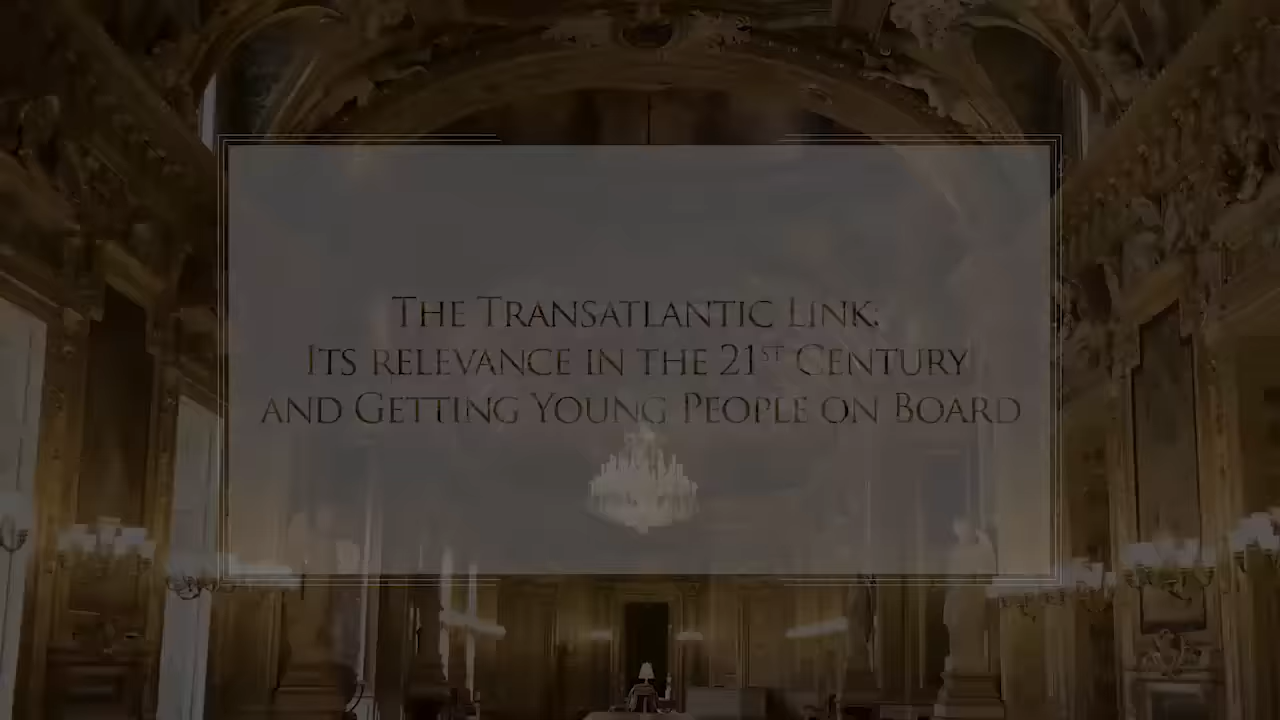 The Transatlantic Link:
Its relevance in the 21st Century
and Getting Young People on Board